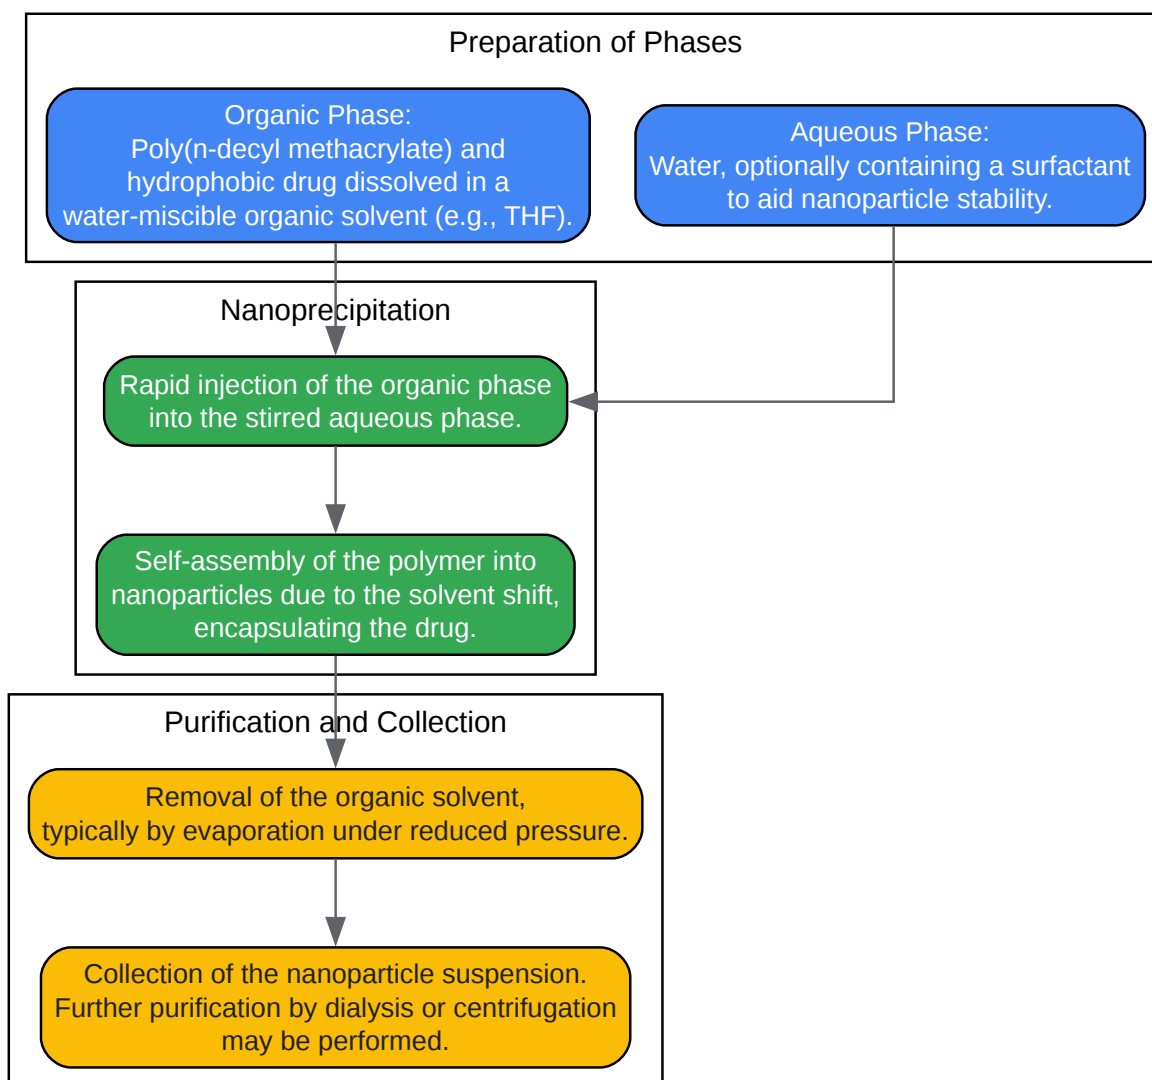 Preparation of Phases
Organic Phase:
Poly(n-decyl methacrylate) and
hydrophobic drug dissolved in a
water-miscible organic solvent (e.g., THF).
Aqueous Phase:
Water, optionally containing a surfactant
to aid nanoparticle stability.
Nanoprecipitation
Rapid injection of the organic phase
into the stirred aqueous phase.
Self-assembly of the polymer into
nanoparticles due to the solvent shift,
encapsulating the drug.
Purification and Collection
Removal of the organic solvent,
typically by evaporation under reduced pressure.
Collection of the nanoparticle suspension.
Further purification by dialysis or centrifugation
may be performed.